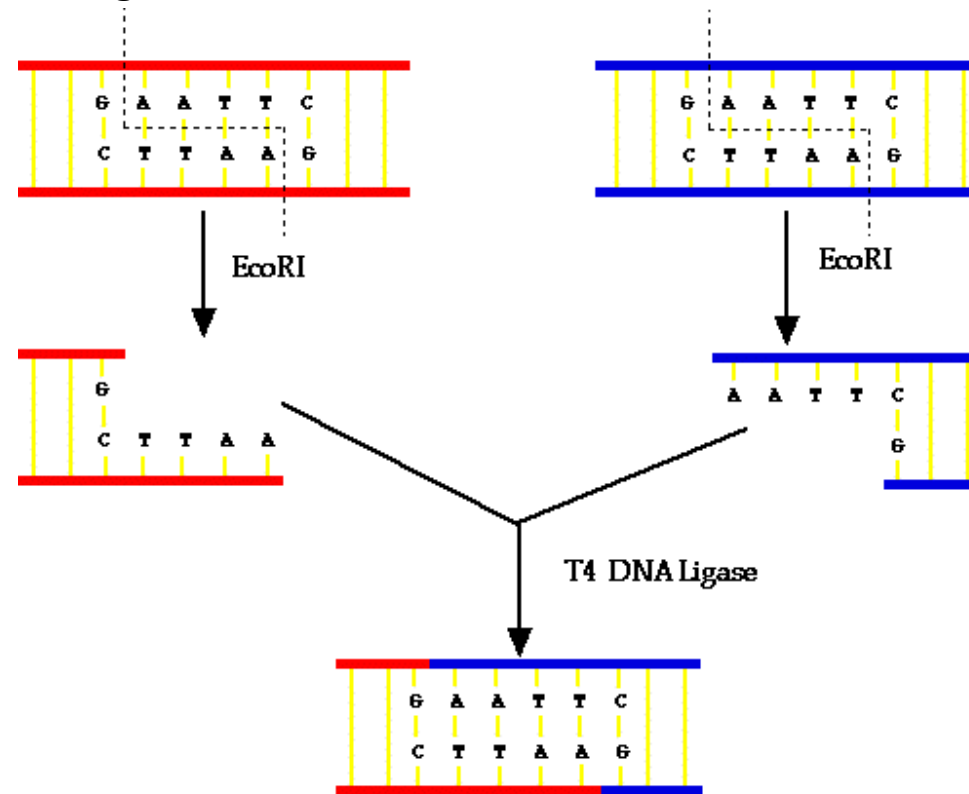 G A A T T C G A A T T C
C T T A A G C T T A A G
EcoRI EcoRI
G
A A T T C
C T T A A
G
T4 DNA Ligase
G A A T T C
C T T A A G